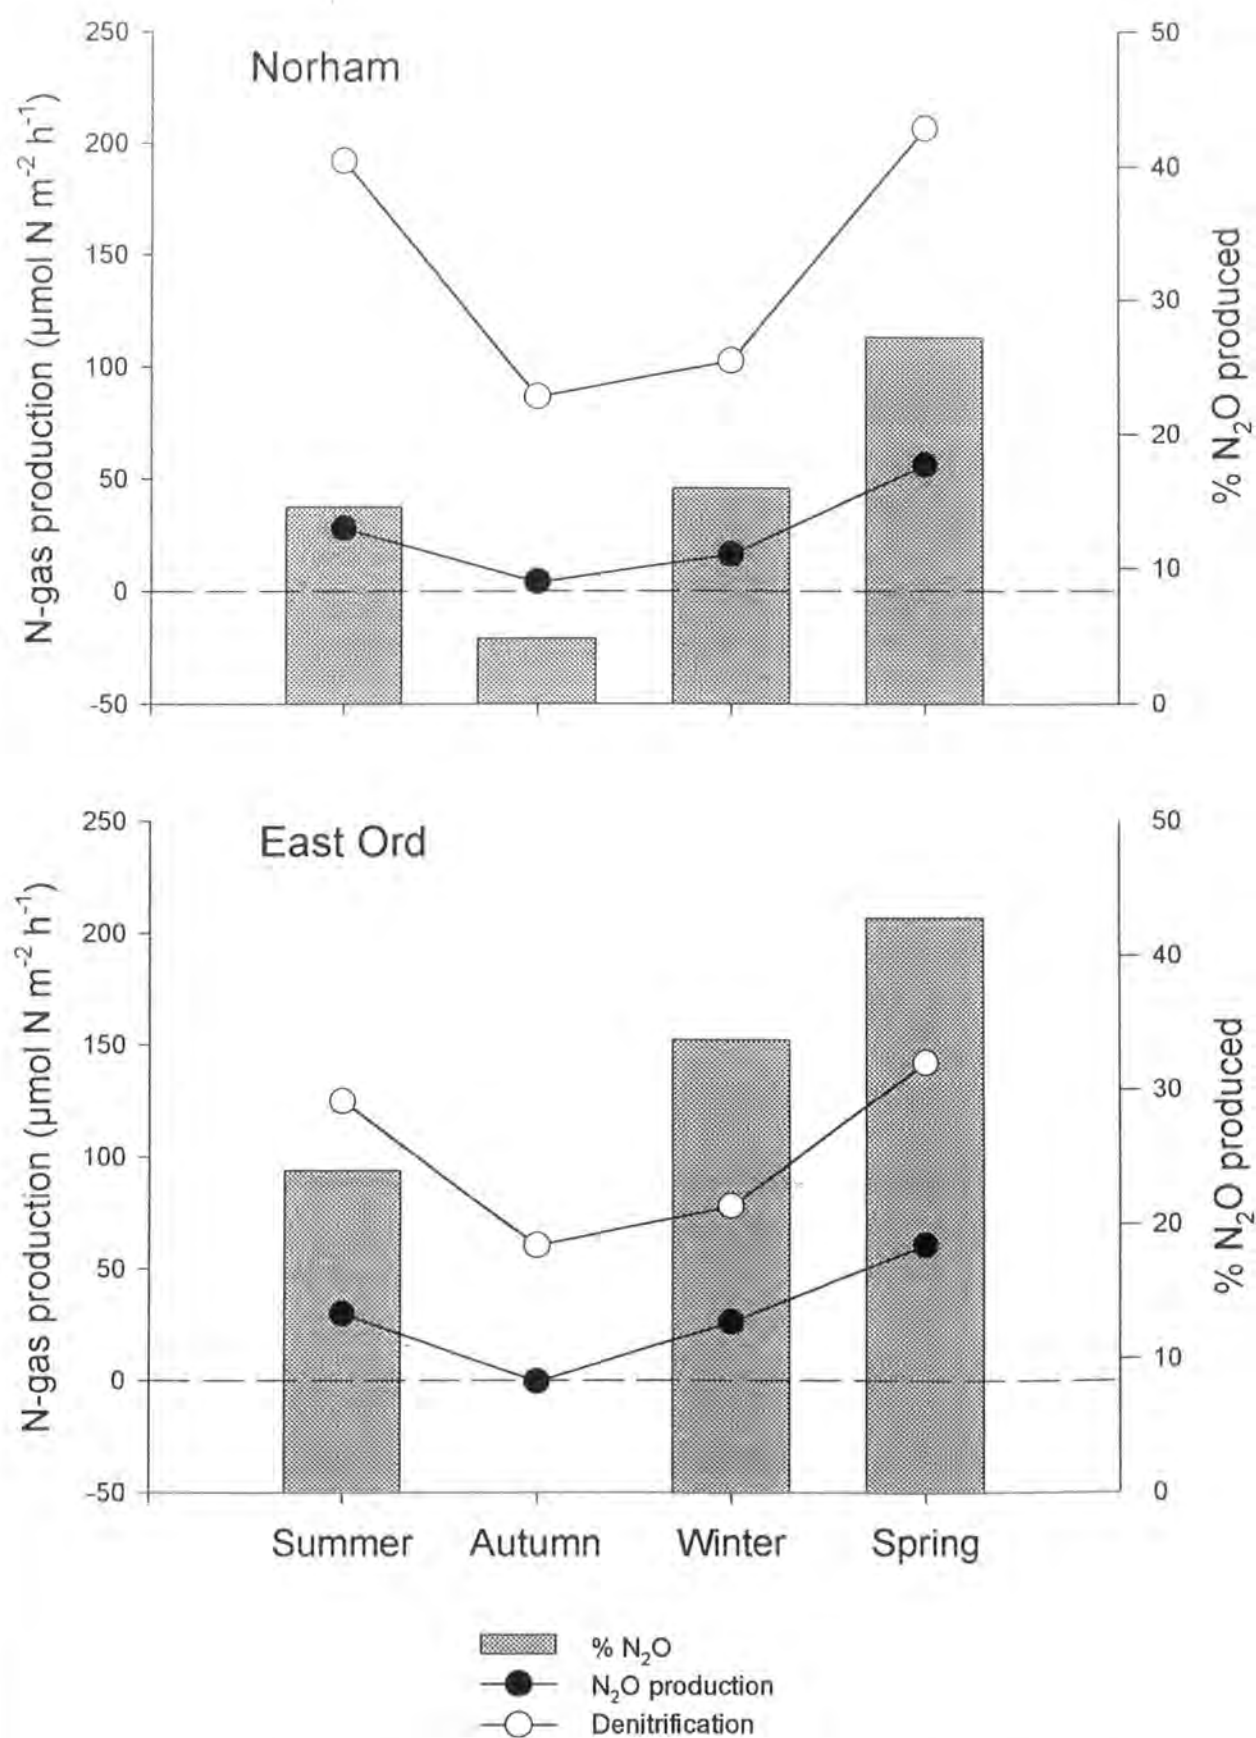 Norham
N-gas production (µmol N m⁻² h⁻¹)
250
200
150
100
50
0
-50
50
40
30
20
10
0
% N₂O produced
East Ord
N-gas production (µmol N m⁻² h⁻¹)
250
200
150
100
50
0
-50
50
40
30
20
10
0
% N₂O produced
Summer Autumn Winter Spring
% N₂O
N₂O production
Denitrification